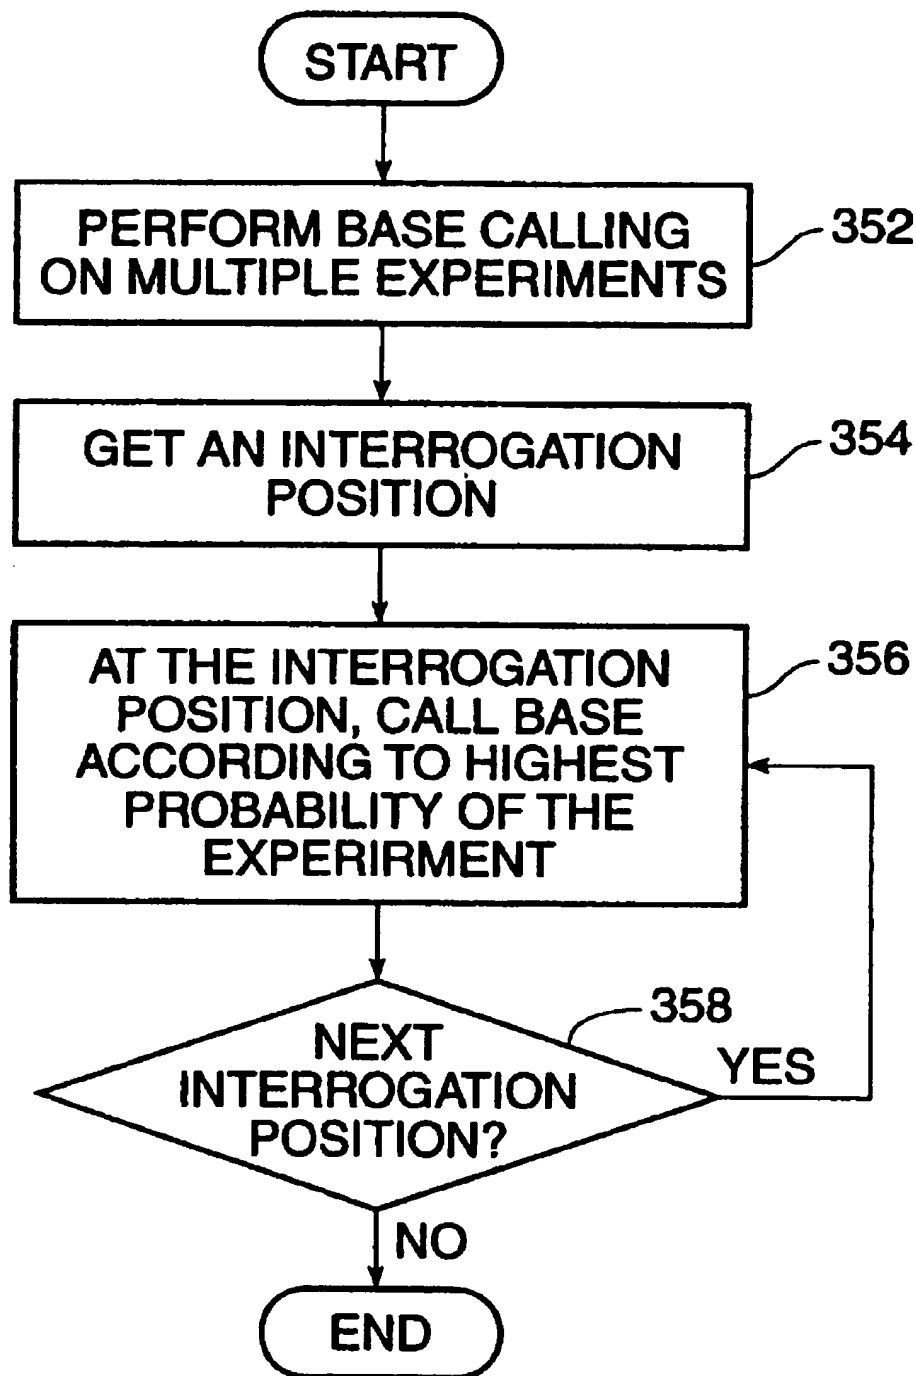 START
PERFORM BASE CALLING
ON MULTIPLE EXPERIMENTS
352
GET AN INTERROGATION
POSITION
354
AT THE INTERROGATION
POSITION, CALL BASE
ACCORDING TO HIGHEST
PROBABILITY OF THE
EXPERIRMENT
356
NEXT
INTERROGATION
POSITION?
358
YES
NO
END